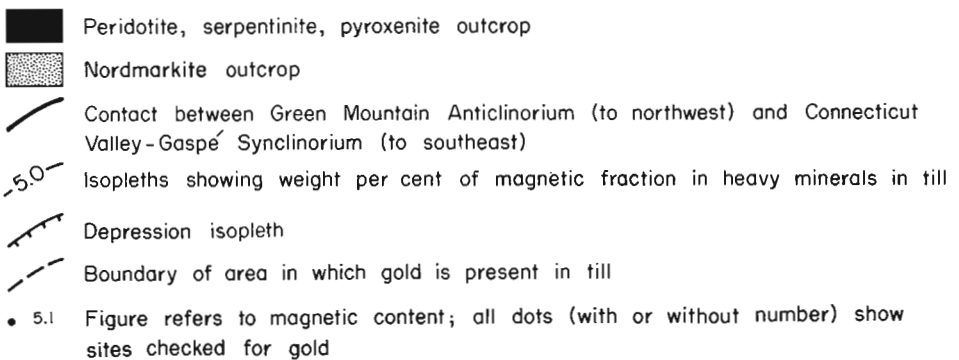 Peridotite, serpentinite, pyroxenite outcrop
Nordmarkite outcrop
Contact between Green Mountain Anticlinorium (to northwest) and Connecticut
Valley-Gaspé Synclinorium (to southeast)
5.0 Isopleths showing weight per cent of magnetic fraction in heavy minerals in till
Depression isopleth
Boundary of area in which gold is present in till
• 5.1 Figure refers to magnetic content; all dots (with or without number) show
sites checked for gold